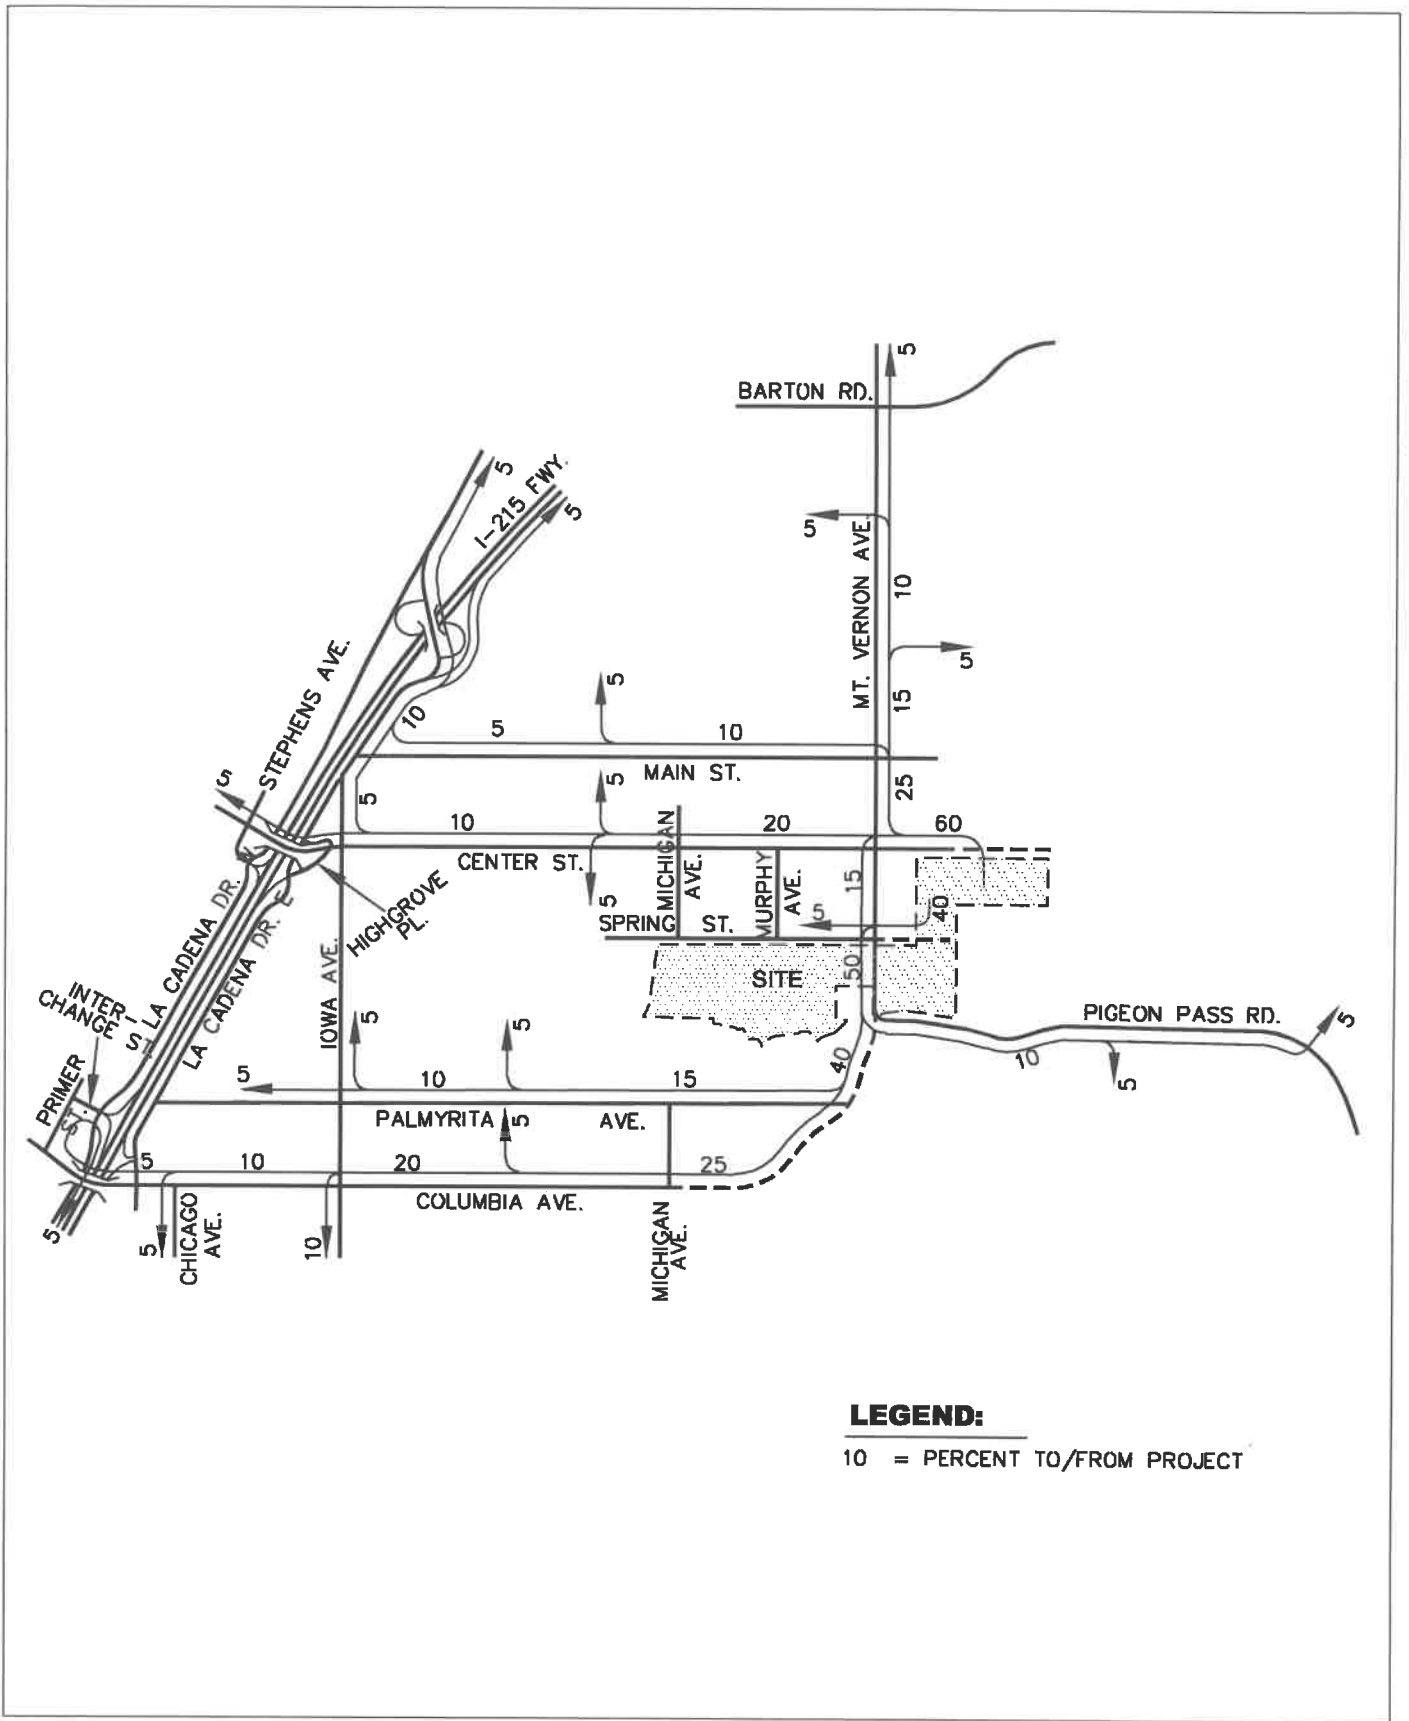 5
BARTON RD.
5
I-215 FWY.
5
5
MT. VERNON AVE.
10
5
15
STEPHENS AVE.
5
10
5
10
MAIN ST.
25
5
5
5
10
20
60
CENTER ST.
MICHIGAN
AVE.
MURPHY
AVE.
15
5
5
40
SPRING ST.
HIGHGROVE
PL.
LA CADENA DR. W
LA CADENA DR. E
IOWA AVE.
SITE
50
INTER-
CHANGE ST.
PIGEON PASS RD.
5
10
5
5
5
40
PRIMER
ST.
5
10
15
PALMYRITA AVE.
5
5
10
20
25
COLUMBIA AVE.
5
5
CHICAGO
AVE.
10
MICHIGAN
AVE.
LEGEND:
10 = PERCENT TO/FROM PROJECT